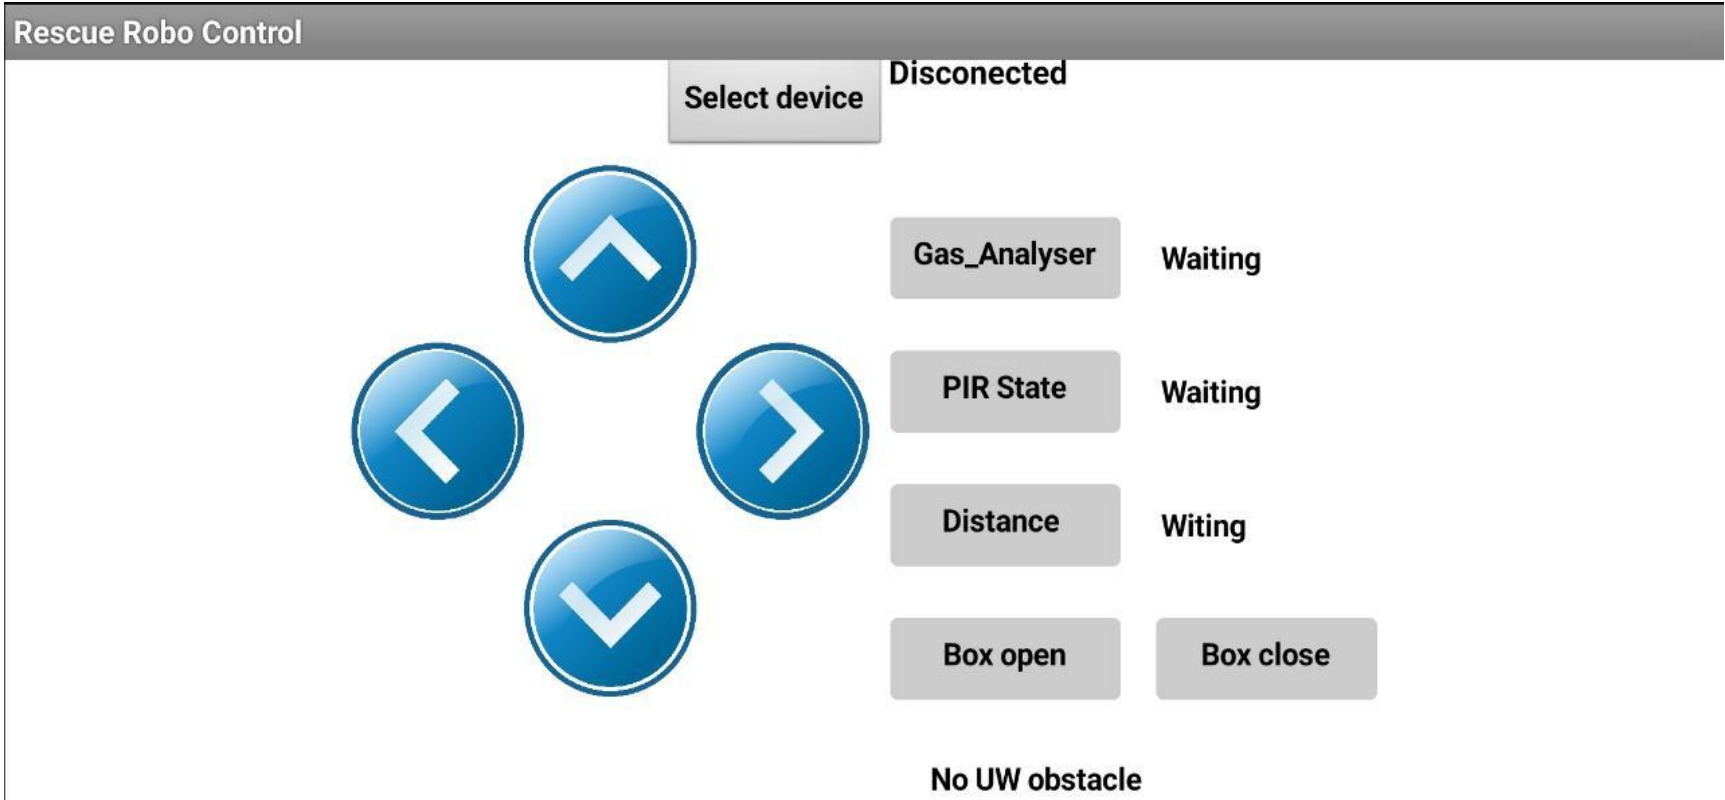 Rescue Robo Control
Select device
Disconected
Gas_Analyser
Waiting
PIR State
Waiting
Distance
Witing
Box open
Box close
No UW obstacle